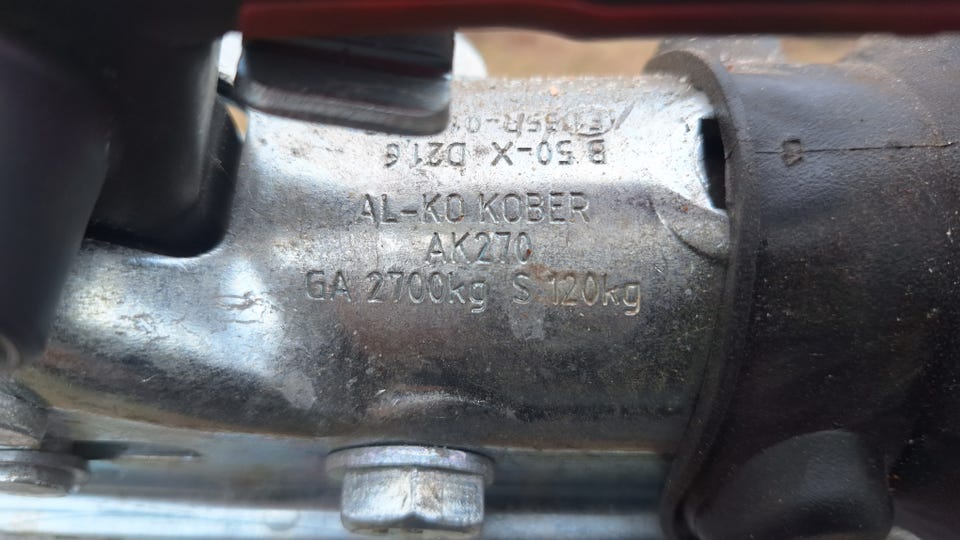 B 50-X D21,6
AL-KO KOBER
AK270
GA 2700kg S 120kg